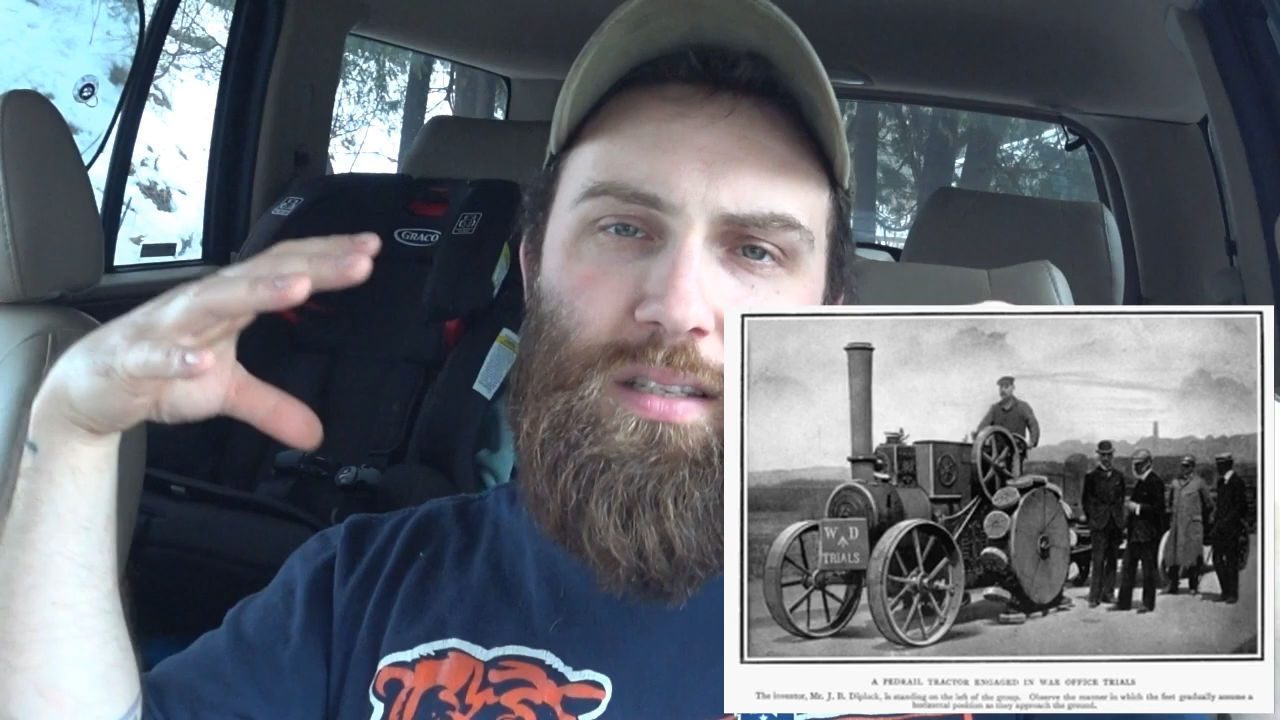 GRACO
W D
TRIALS
A PEDRAIL TRACTOR ENGAGED IN WAR OFFICE TRIALS
The inventor, Mr. J. B. Diplock, is standing on the left of the group. Observe the manner in which the feet gradually assume a
horizontal position as they approach the ground.